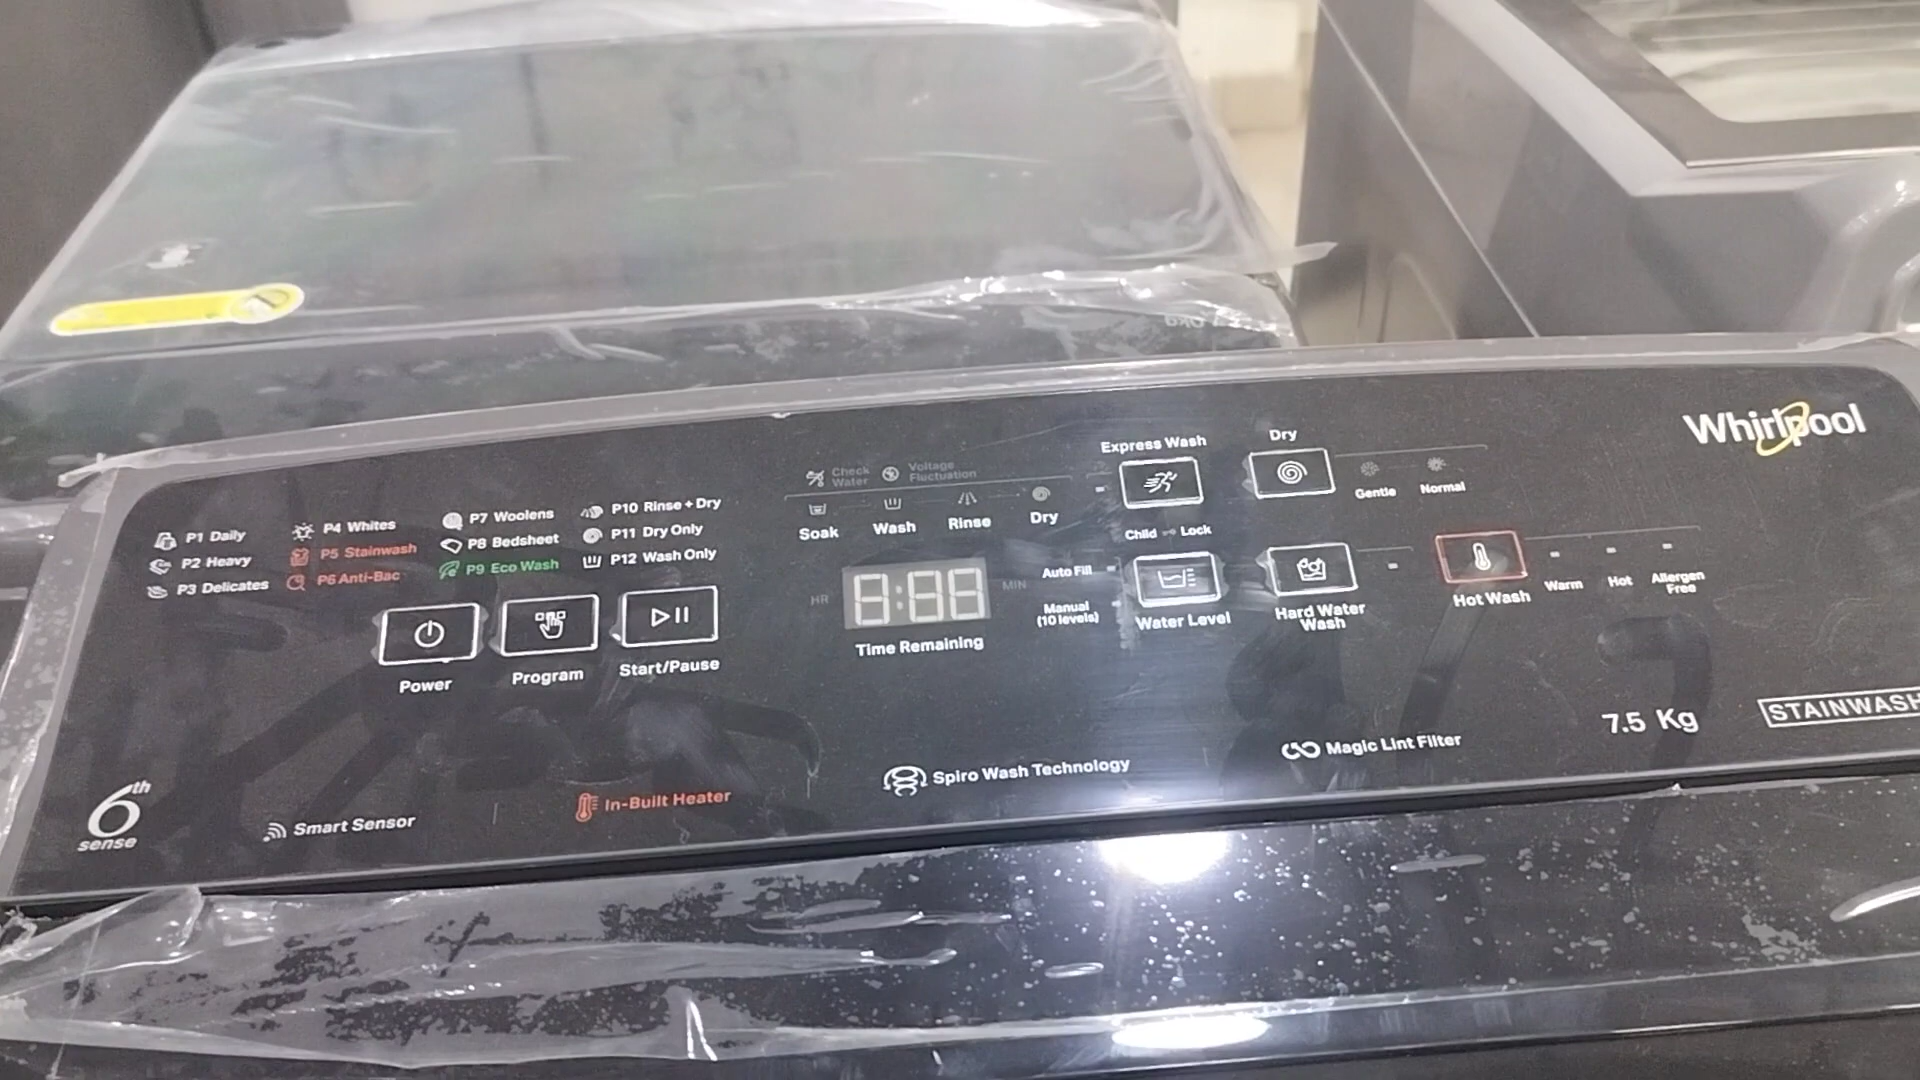 Whirlpool
Express Wash
Dry
Check
Water
Voltage
Fluctuation
Soak
Wash
Rinse
Dry
Gentle
Normal
P1 Daily
P2 Heavy
P3 Delicates
P4 Whites
P5 Stainwash
P6 Anti-Bac
P7 Woolens
P8 Bedsheet
P9 Eco Wash
P10 Rinse + Dry
P11 Dry Only
P12 Wash Only
Child Lock
HR
8:88
MIN
Time Remaining
Auto Fill
Manual
(10 levels)
Water Level
Hard Water
Wash
Hot Wash
Warm
Hot
Allergen
Free
Power
Program
Start/Pause
7.5 Kg
STAINWASH
6th
sense
Smart Sensor
In-Built Heater
Spiro Wash Technology
Magic Lint Filter